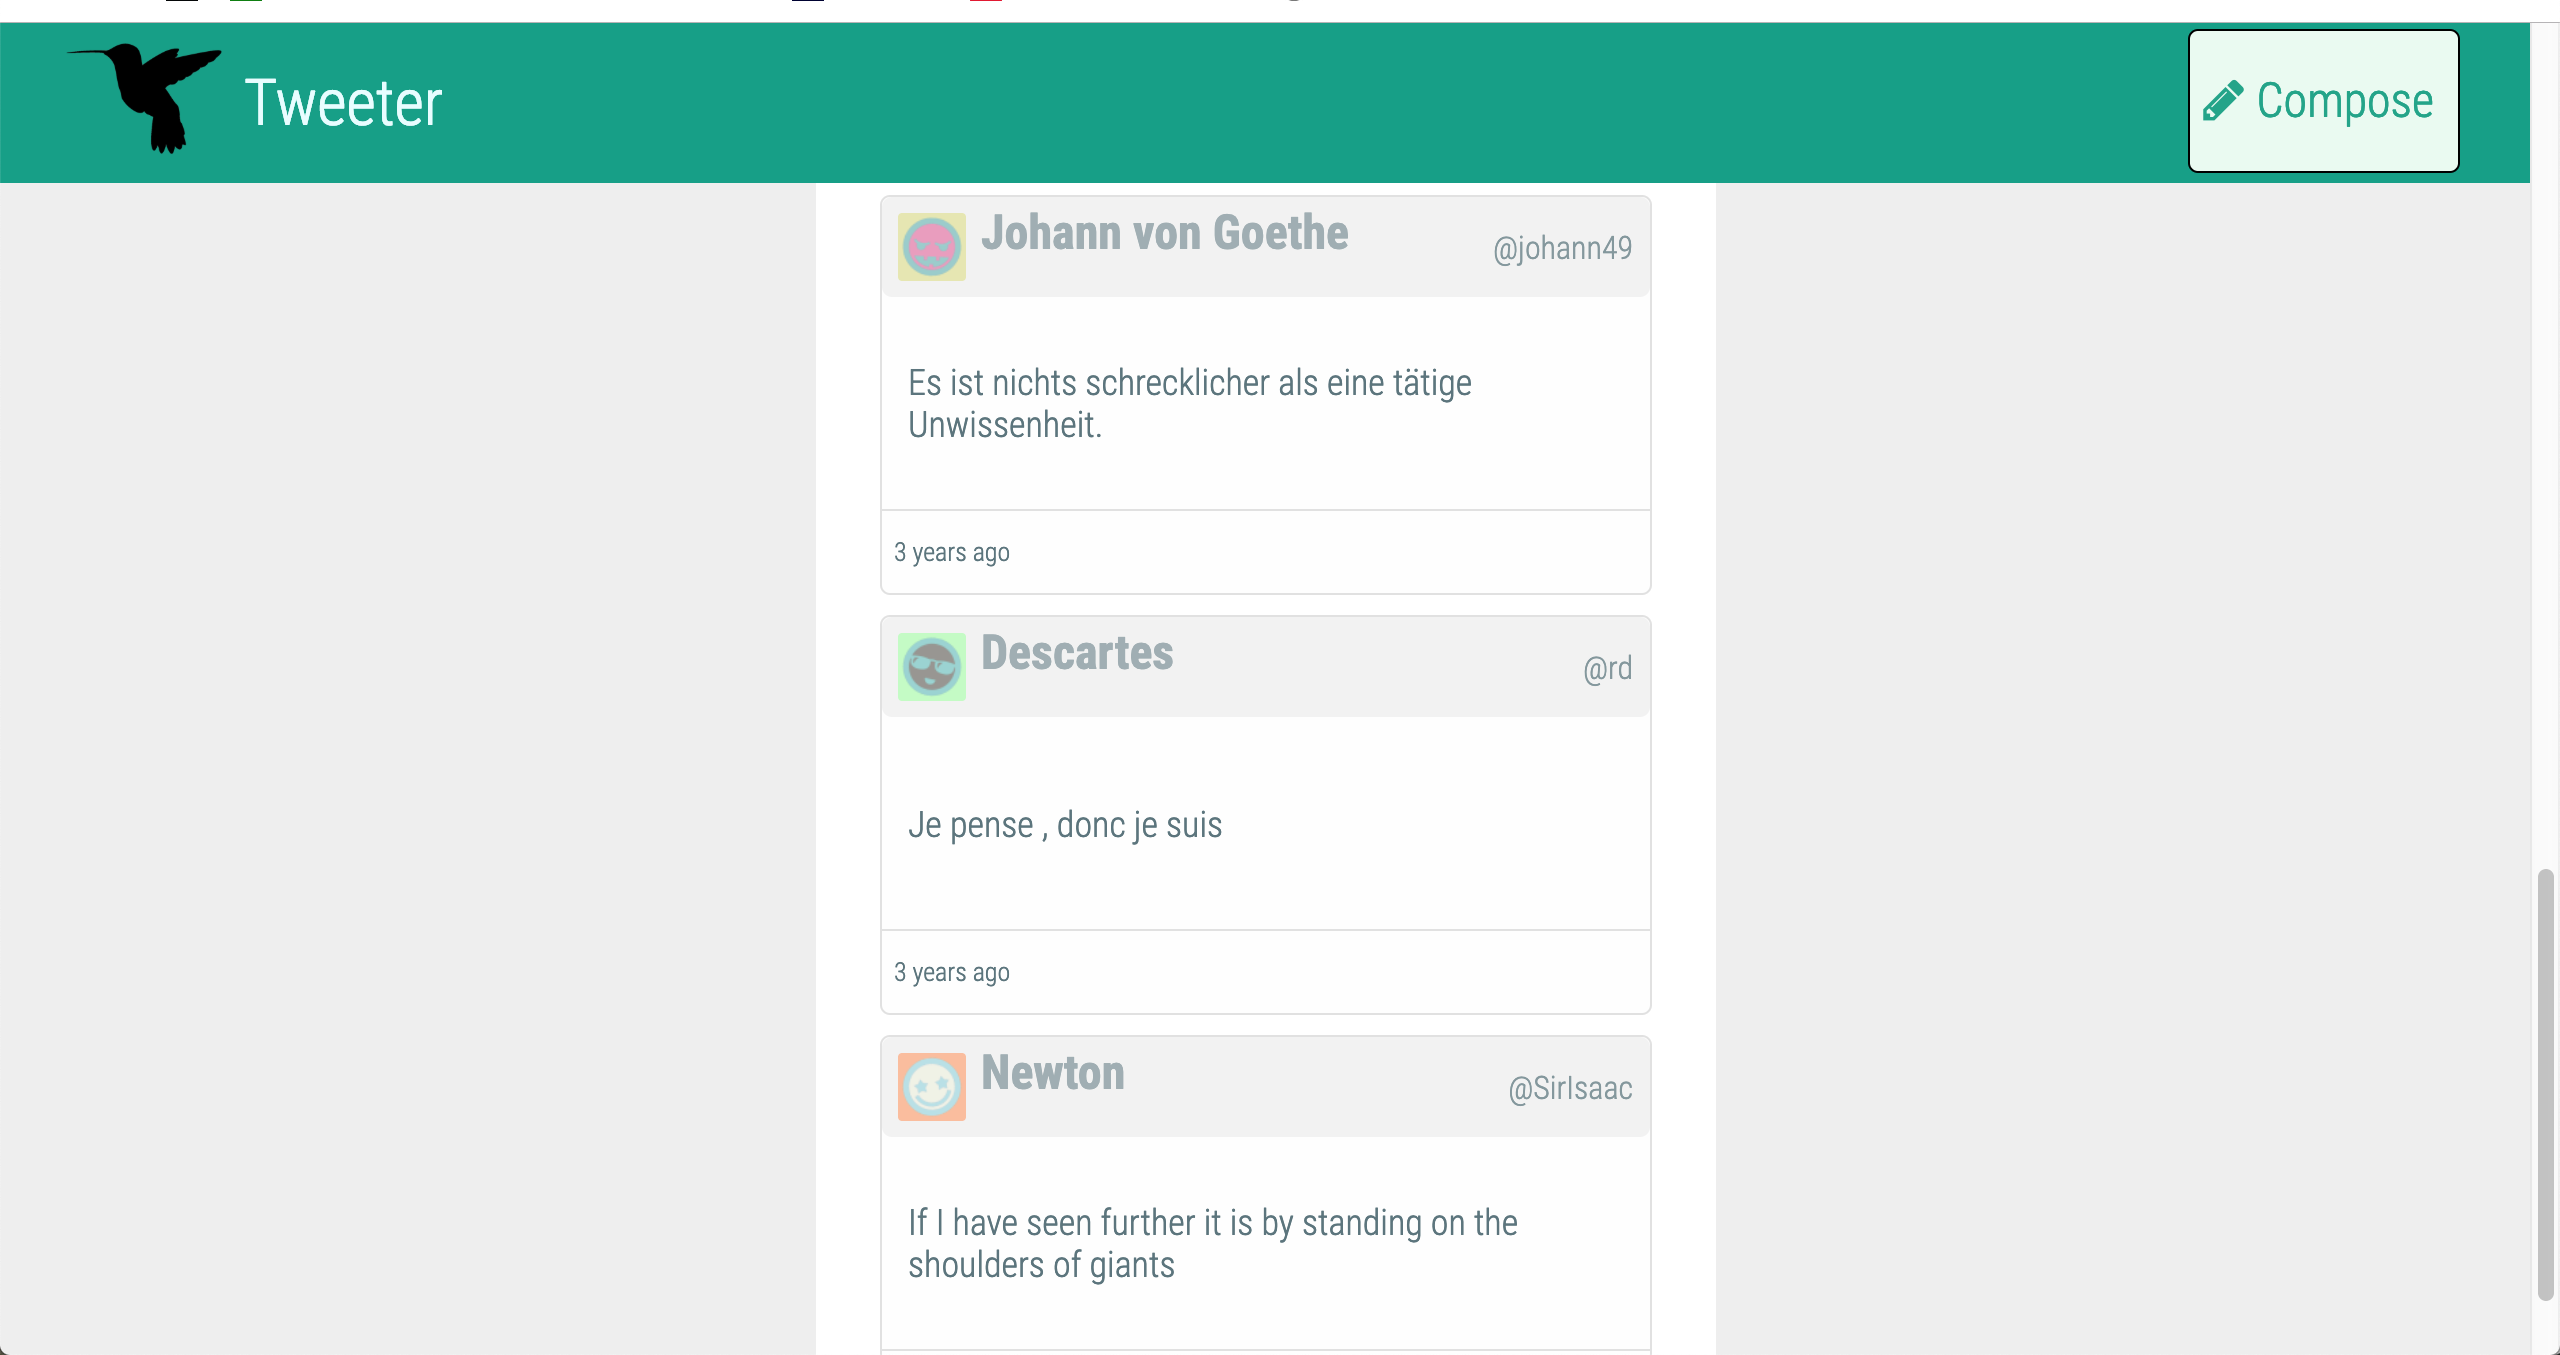 Tweeter
Compose
Johann von Goethe
@johann49
Es ist nichts schrecklicher als eine tätige
Unwissenheit.
3 years ago
Descartes
@rd
Je pense , donc je suis
3 years ago
Newton
@SirIsaac
If I have seen further it is by standing on the
shoulders of giants